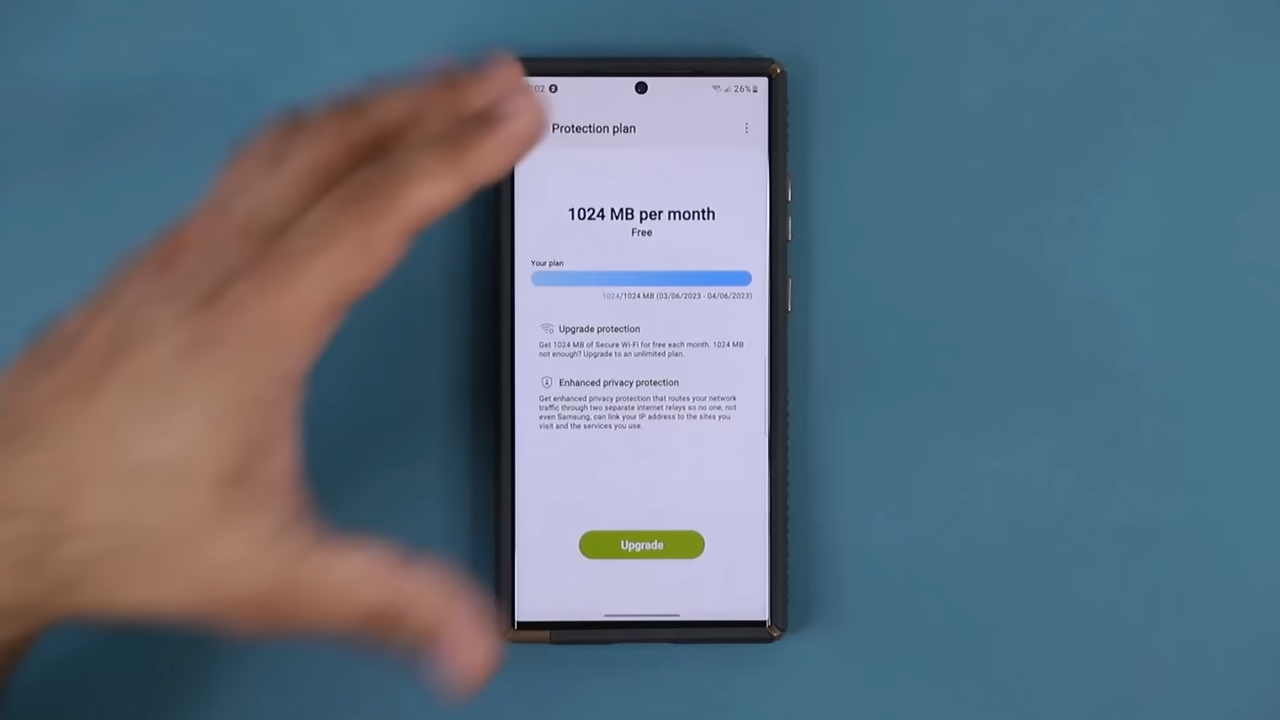 :02 2 26%
Protection plan
1024 MB per month
Free
Your plan
1024/1024 MB (03/06/2023 - 04/06/2023)
Upgrade protection
Get 1024 MB of Secure Wi-Fi for free each month. 1024 MB
not enough? Upgrade to an unlimited plan.
Enhanced privacy protection
Get enhanced privacy protection that routes your network
traffic through two separate internet relays so no one, not
even Samsung, can link your IP address to the sites you
visit and the services you use.
Upgrade